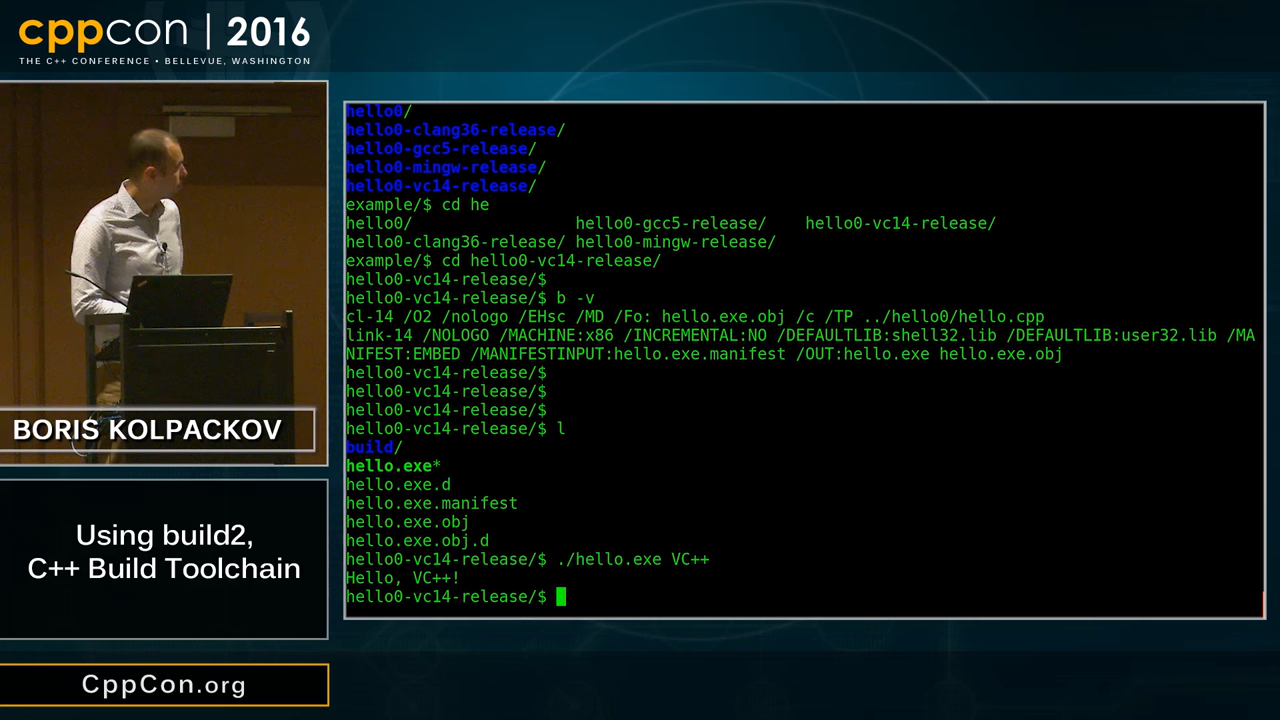 cppcon | 2016
THE C++ CONFERENCE • BELLEVUE, WASHINGTON
BORIS KOLPACKOV
Using build2,
C++ Build Toolchain
CppCon.org
hello0/
hello0-clang36-release/
hello0-gcc5-release/
hello0-mingw-release/
hello0-vc14-release/
example/$ cd he
hello0/ hello0-gcc5-release/ hello0-vc14-release/
hello0-clang36-release/ hello0-mingw-release/
example/$ cd hello0-vc14-release/
hello0-vc14-release/$
hello0-vc14-release/$ b -v
cl-14 /O2 /nologo /EHsc /MD /Fo: hello.exe.obj /c /TP ../hello0/hello.cpp
link-14 /NOLOGO /MACHINE:x86 /INCREMENTAL:NO /DEFAULTLIB:shell32.lib /DEFAULTLIB:user32.lib /MA
NIFEST:EMBED /MANIFESTINPUT:hello.exe.manifest /OUT:hello.exe hello.exe.obj
hello0-vc14-release/$
hello0-vc14-release/$
hello0-vc14-release/$
hello0-vc14-release/$ l
build/
hello.exe*
hello.exe.d
hello.exe.manifest
hello.exe.obj
hello.exe.obj.d
hello0-vc14-release/$ ./hello.exe VC++
Hello, VC++!
hello0-vc14-release/$